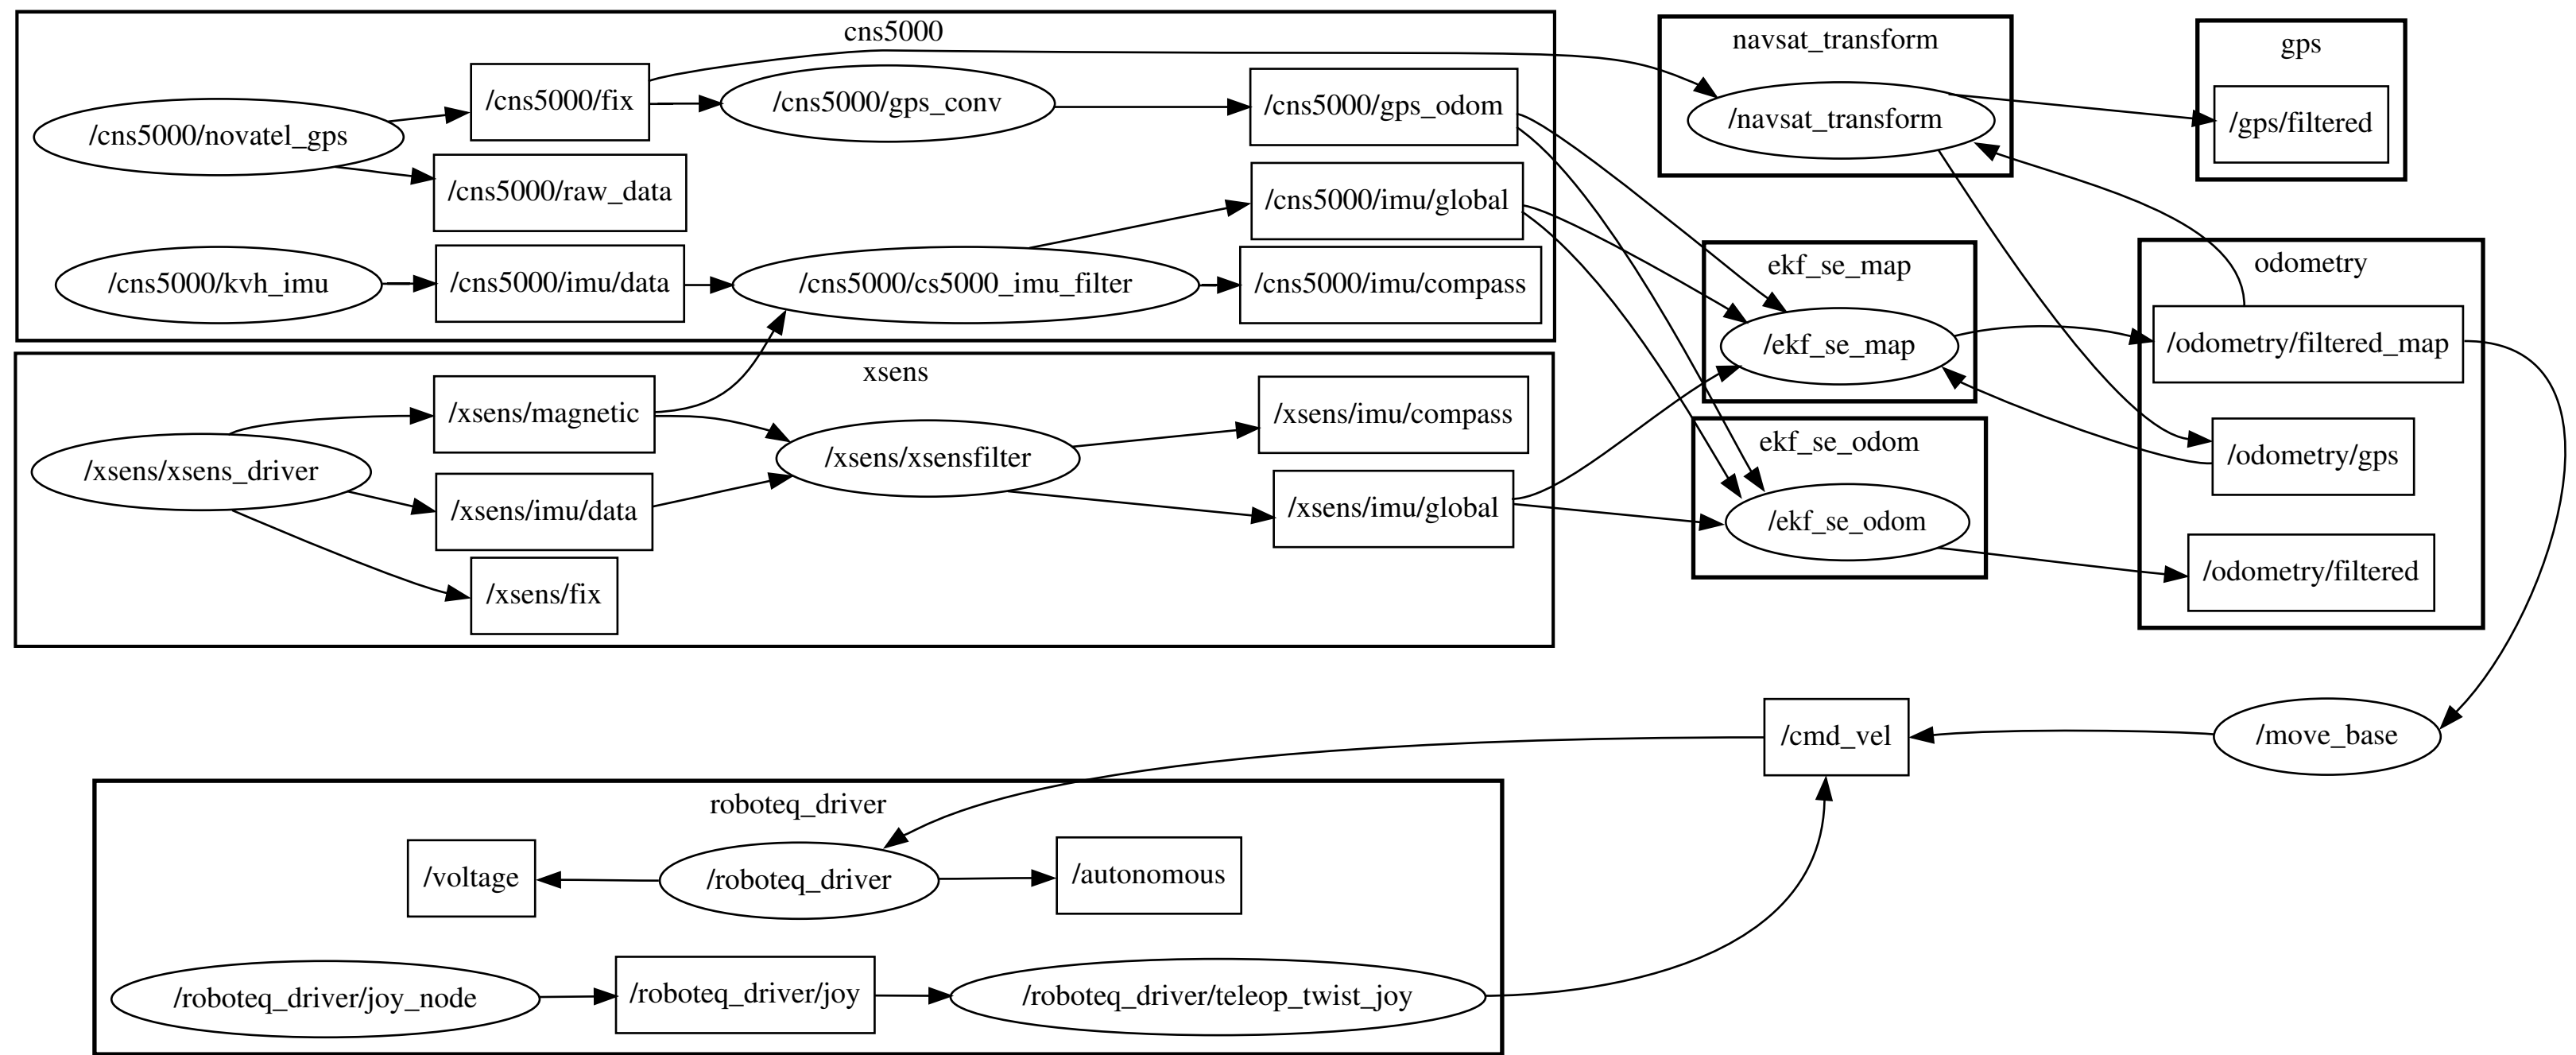 cns5000
/cns5000/novatel_gps
/cns5000/fix
/cns5000/gps_conv
/cns5000/gps_odom
/cns5000/raw_data
/cns5000/imu/global
/cns5000/kvh_imu
/cns5000/imu/data
/cns5000/cs5000_imu_filter
/cns5000/imu/compass
xsens
/xsens/xsens_driver
/xsens/magnetic
/xsens/imu/data
/xsens/fix
/xsens/xsensfilter
/xsens/imu/compass
/xsens/imu/global
navsat_transform
/navsat_transform
gps
/gps/filtered
ekf_se_map
/ekf_se_map
ekf_se_odom
/ekf_se_odom
odometry
/odometry/filtered_map
/odometry/gps
/odometry/filtered
/cmd_vel
/move_base
roboteq_driver
/voltage
/roboteq_driver
/autonomous
/roboteq_driver/joy_node
/roboteq_driver/joy
/roboteq_driver/teleop_twist_joy